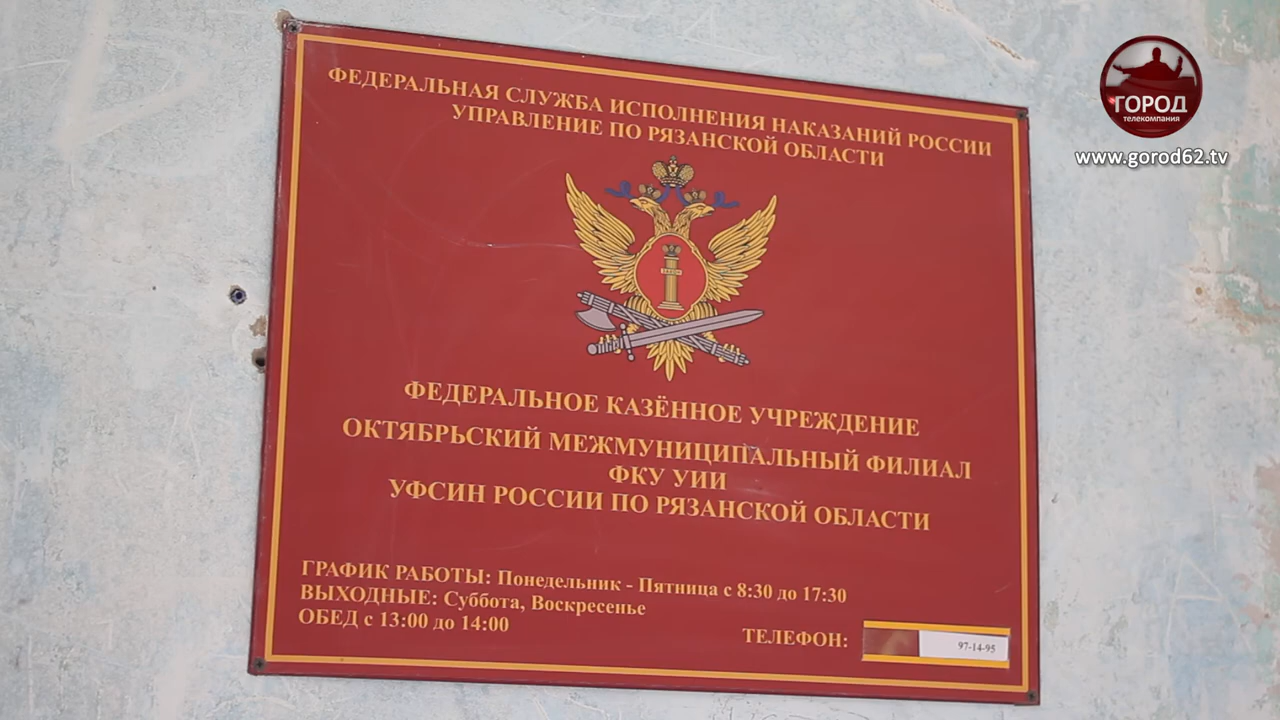 ФЕДЕРАЛЬНАЯ СЛУЖБА ИСПОЛНЕНИЯ НАКАЗАНИЙ РОССИИ
УПРАВЛЕНИЕ ПО РЯЗАНСКОЙ ОБЛАСТИ
ГОРОД
телекомпания
www.gorod62.tv
ЗАКОН
ФЕДЕРАЛЬНОЕ КАЗЁННОЕ УЧРЕЖДЕНИЕ
ОКТЯБРЬСКИЙ МЕЖМУНИЦИПАЛЬНЫЙ ФИЛИАЛ
ФКУ УИИ
УФСИН РОССИИ ПО РЯЗАНСКОЙ ОБЛАСТИ
ГРАФИК РАБОТЫ: Понедельник - Пятница с 8:30 до 17:30
ВЫХОДНЫЕ: Суббота, Воскресенье
ОБЕД с 13:00 до 14:00
ТЕЛЕФОН: 97-14-95